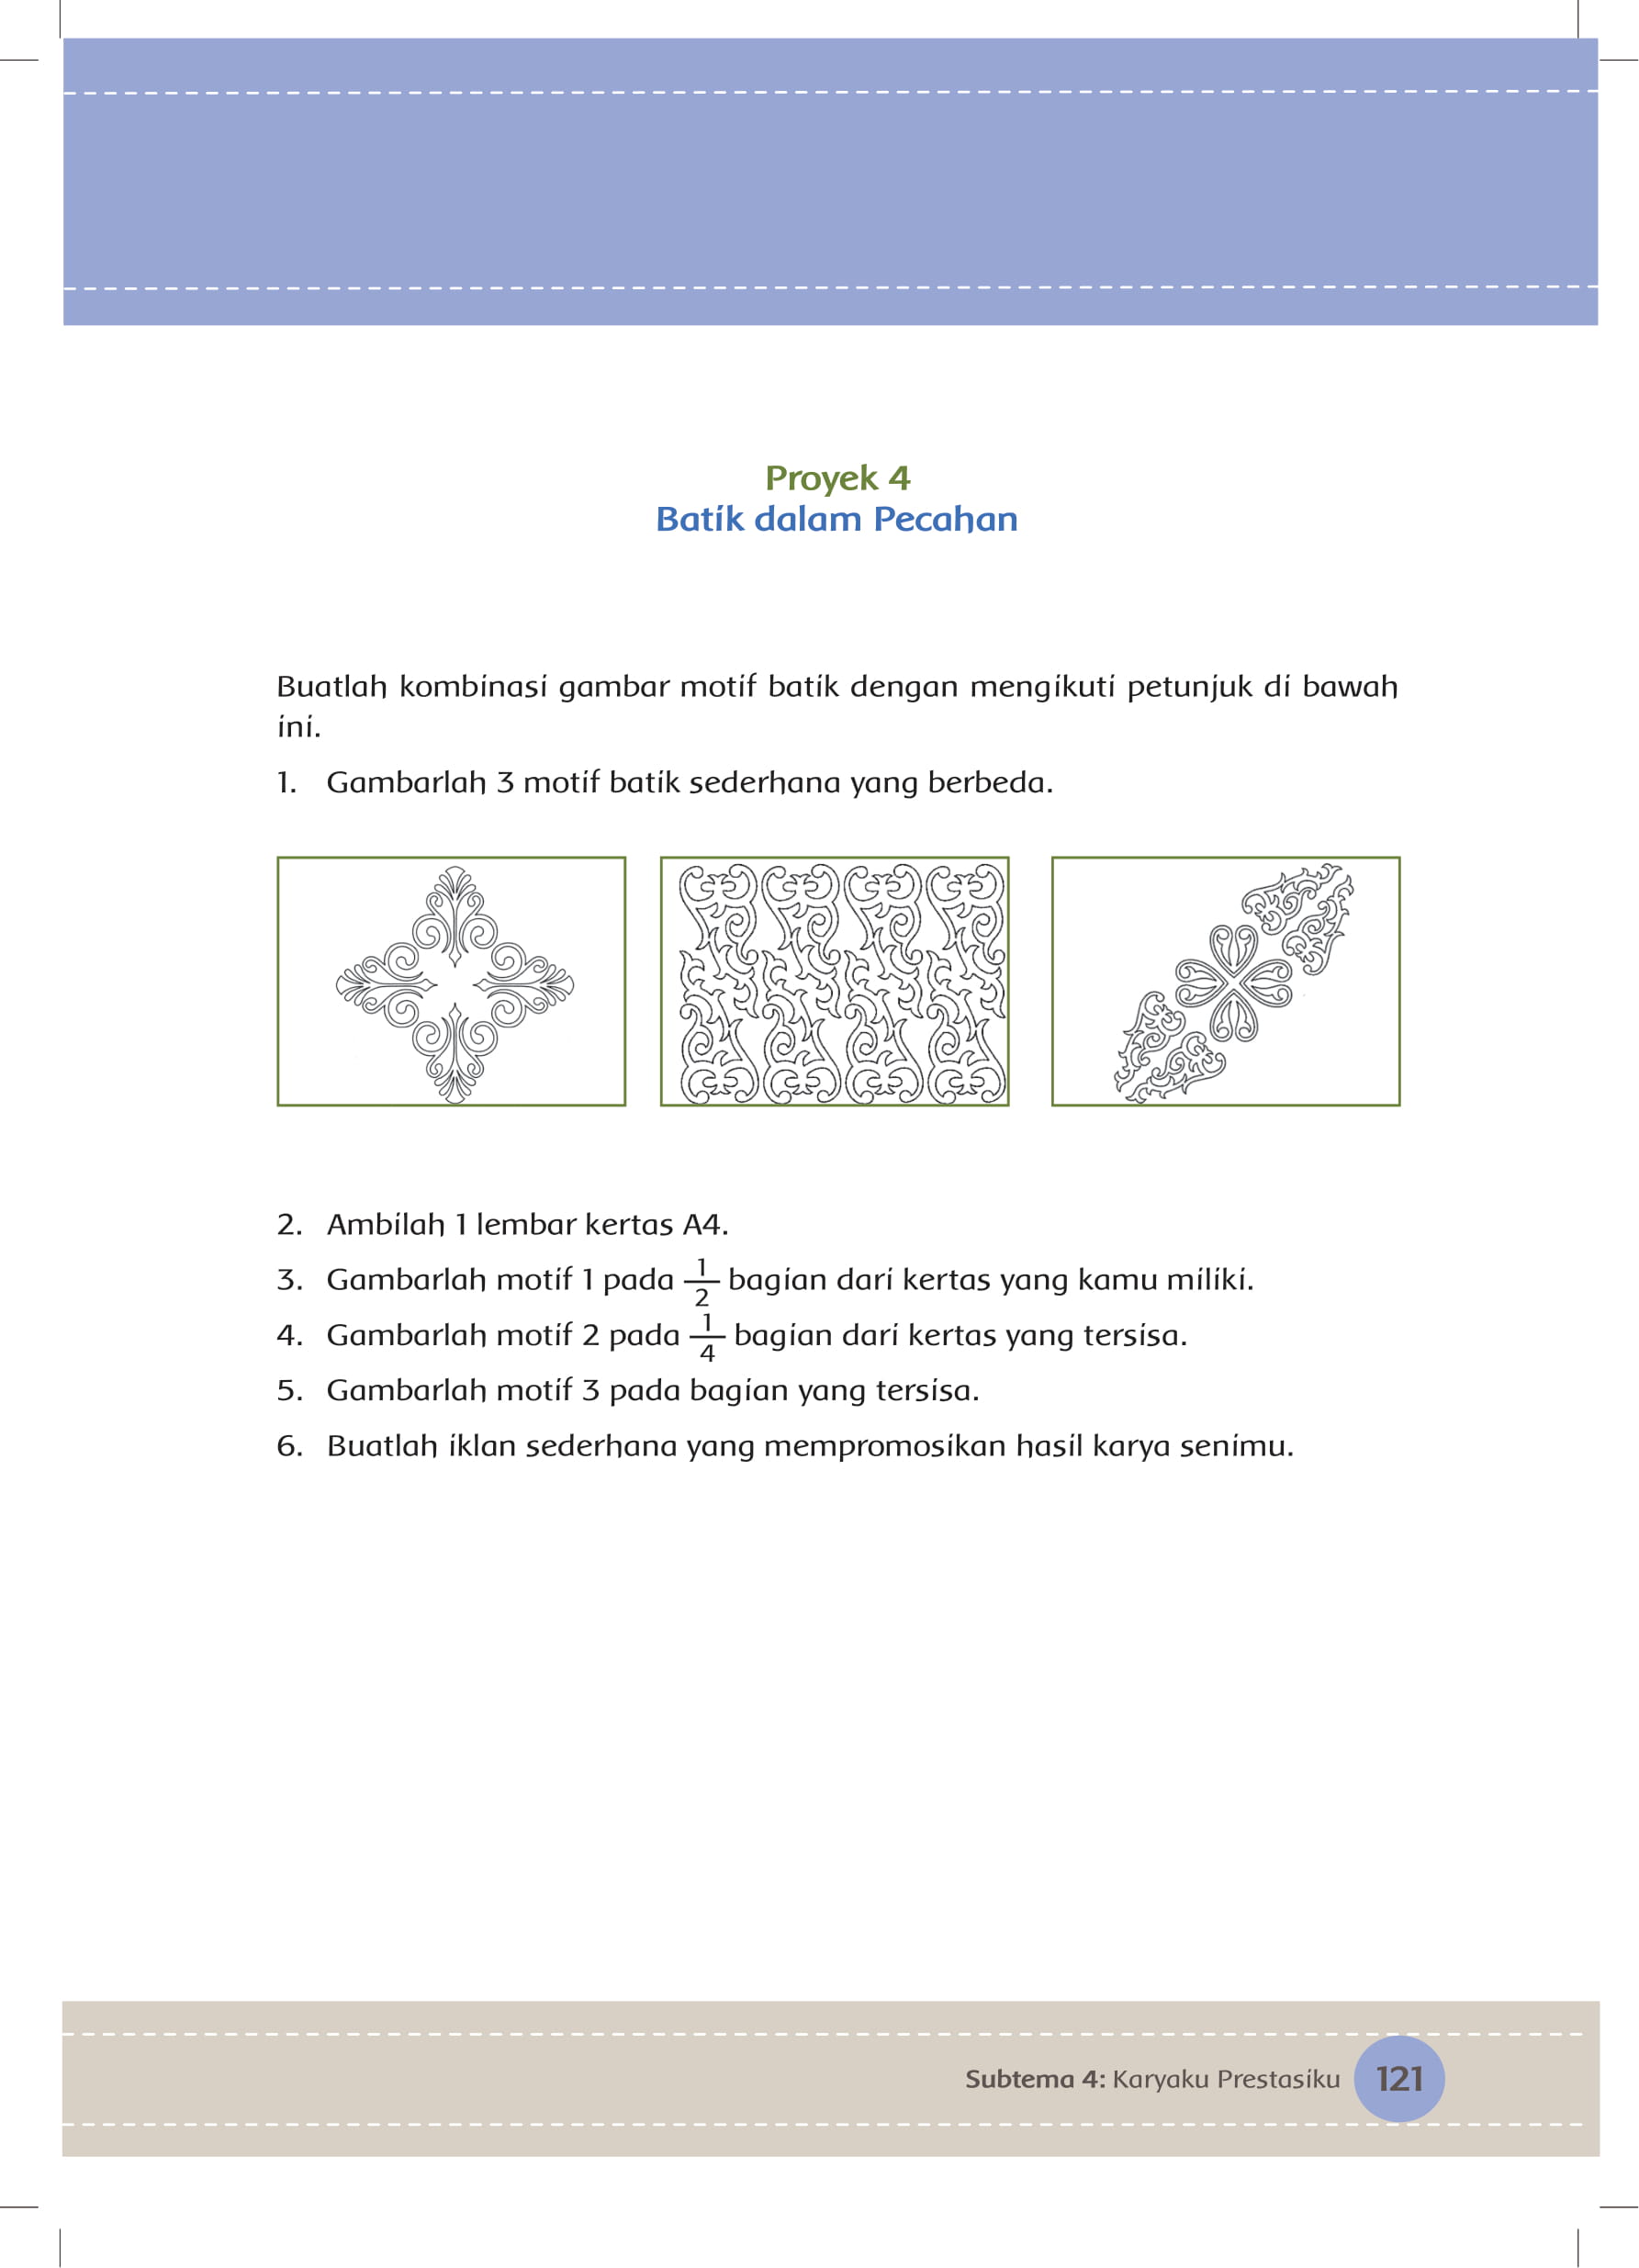 Proyek 4
Batik dalam Pecahan
Buatlah kombinasi gambar motif batik dengan mengikuti petunjuk di bawah
ini.
1. Gambarlah 3 motif batik sederhana yang berbeda.
2. Ambilah 1 lembar kertas A4.
3. Gambarlah motif 1 pada 1/2 bagian dari kertas yang kamu miliki.
4. Gambarlah motif 2 pada 1/4 bagian dari kertas yang tersisa.
5. Gambarlah motif 3 pada bagian yang tersisa.
6. Buatlah iklan sederhana yang mempromosikan hasil karya senimu.
Subtema 4: Karyaku Prestasiku 121